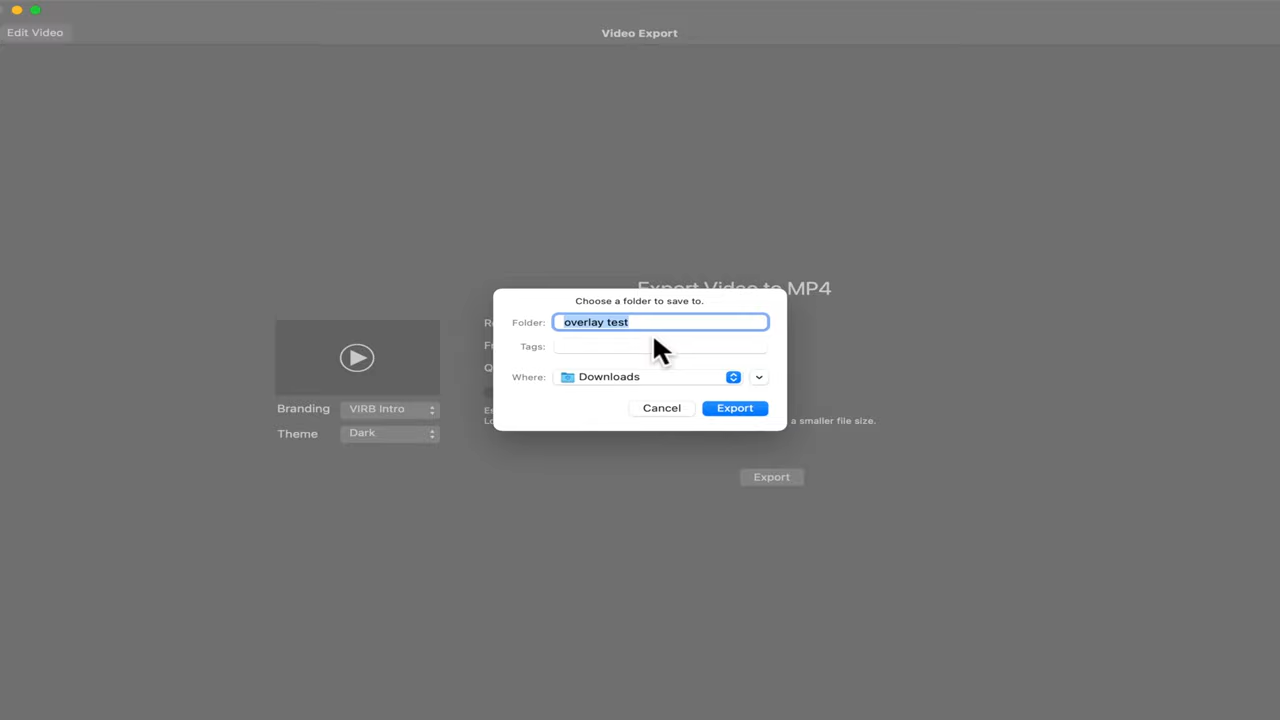 Edit Video
Video Export
Export Video to MP4
Choose a folder to save to.
Folder: overlay test
Tags:
Where: Downloads
Cancel Export
Branding VIRB Intro
Theme Dark
a smaller file size.
Export